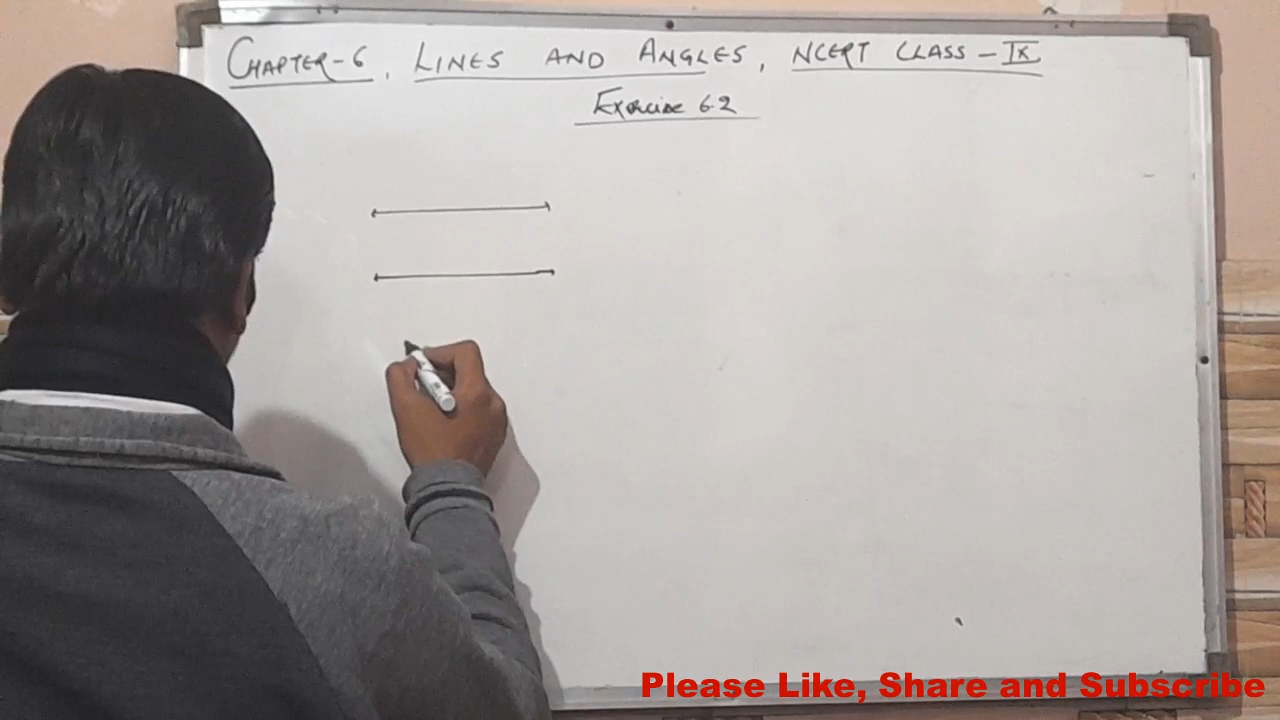 CHAPTER-6, LINES AND ANGLES, NCERT CLASS-IX
Exercise 6.2
Please Like, Share and Subscribe